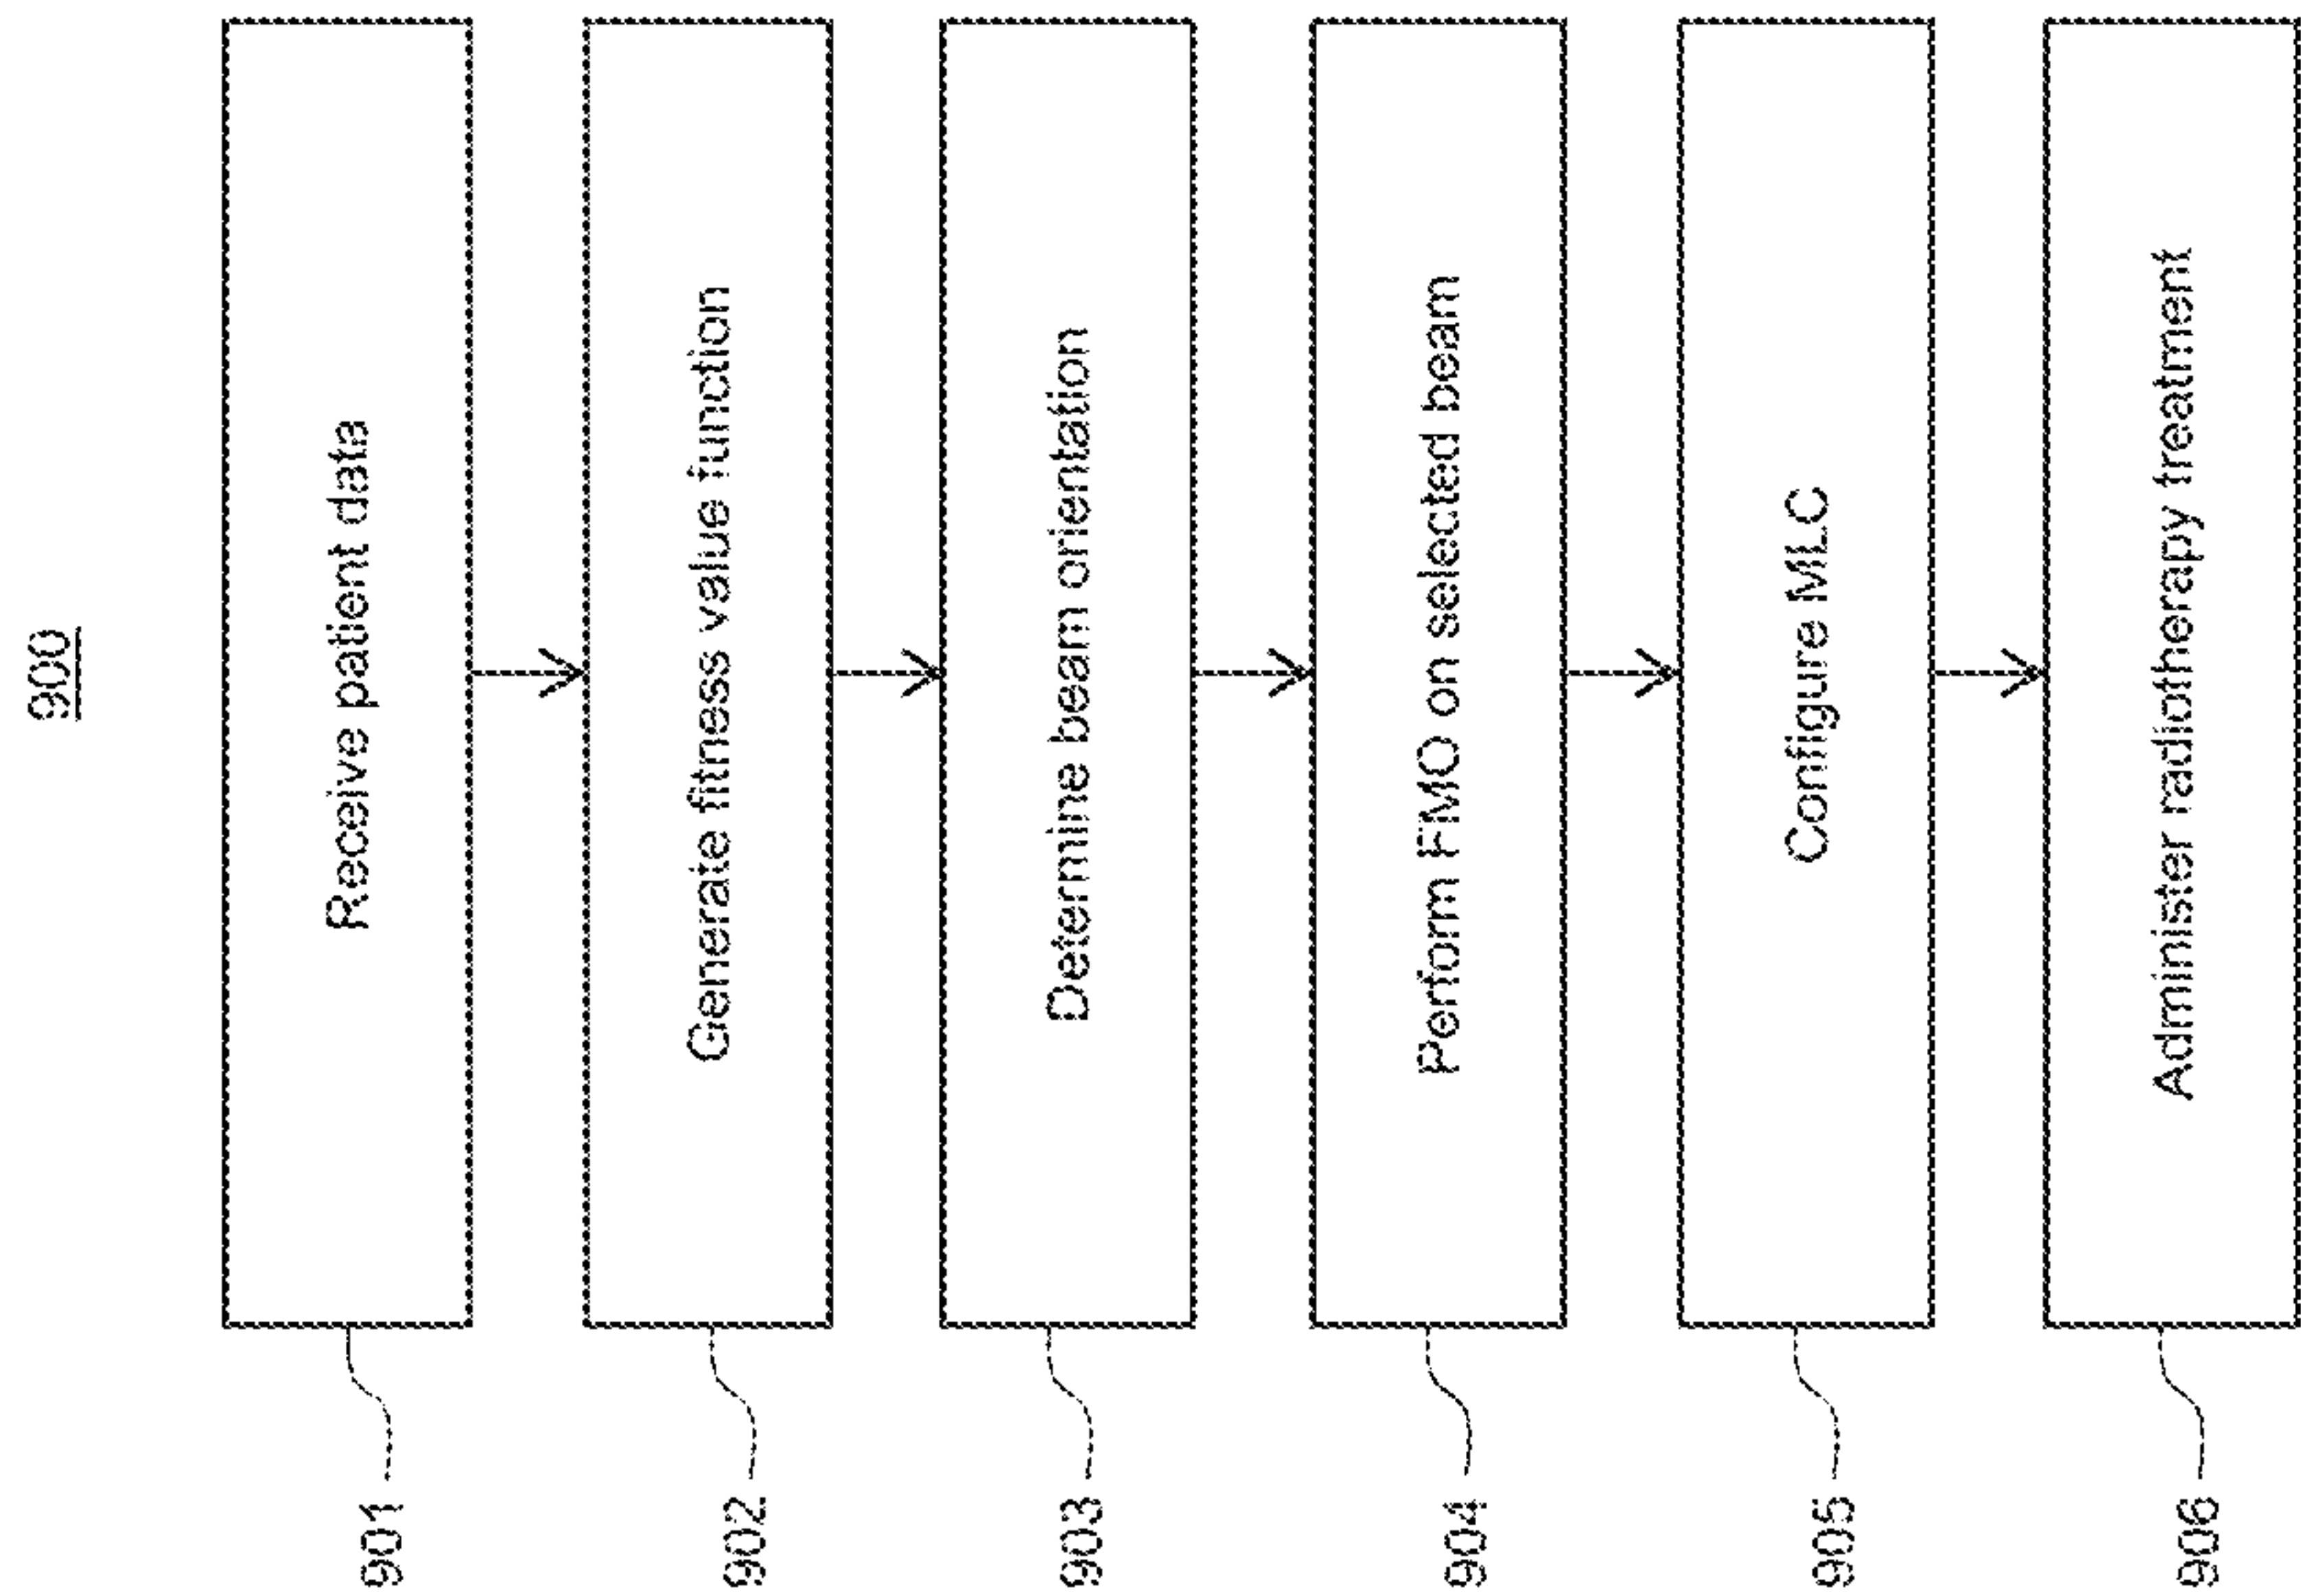 900
901
Receive patient data
902
Generate fitness value function
903
Determine beam orientation
904
Perform FMO on selected beam
905
Configure MLC
906
Administer radiotherapy treatment